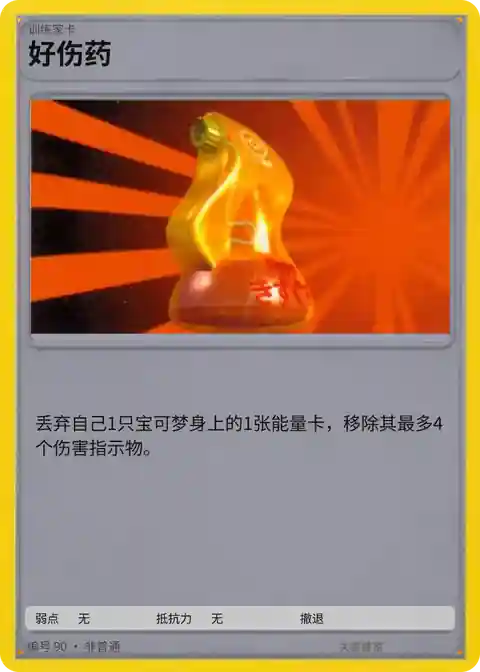 训练家卡
好伤药
丢弃自己1只宝可梦身上的1张能量卡，移除其最多4
个伤害指示物。
弱点 无 抵抗力 无 撤退
编号 90 · 非普通